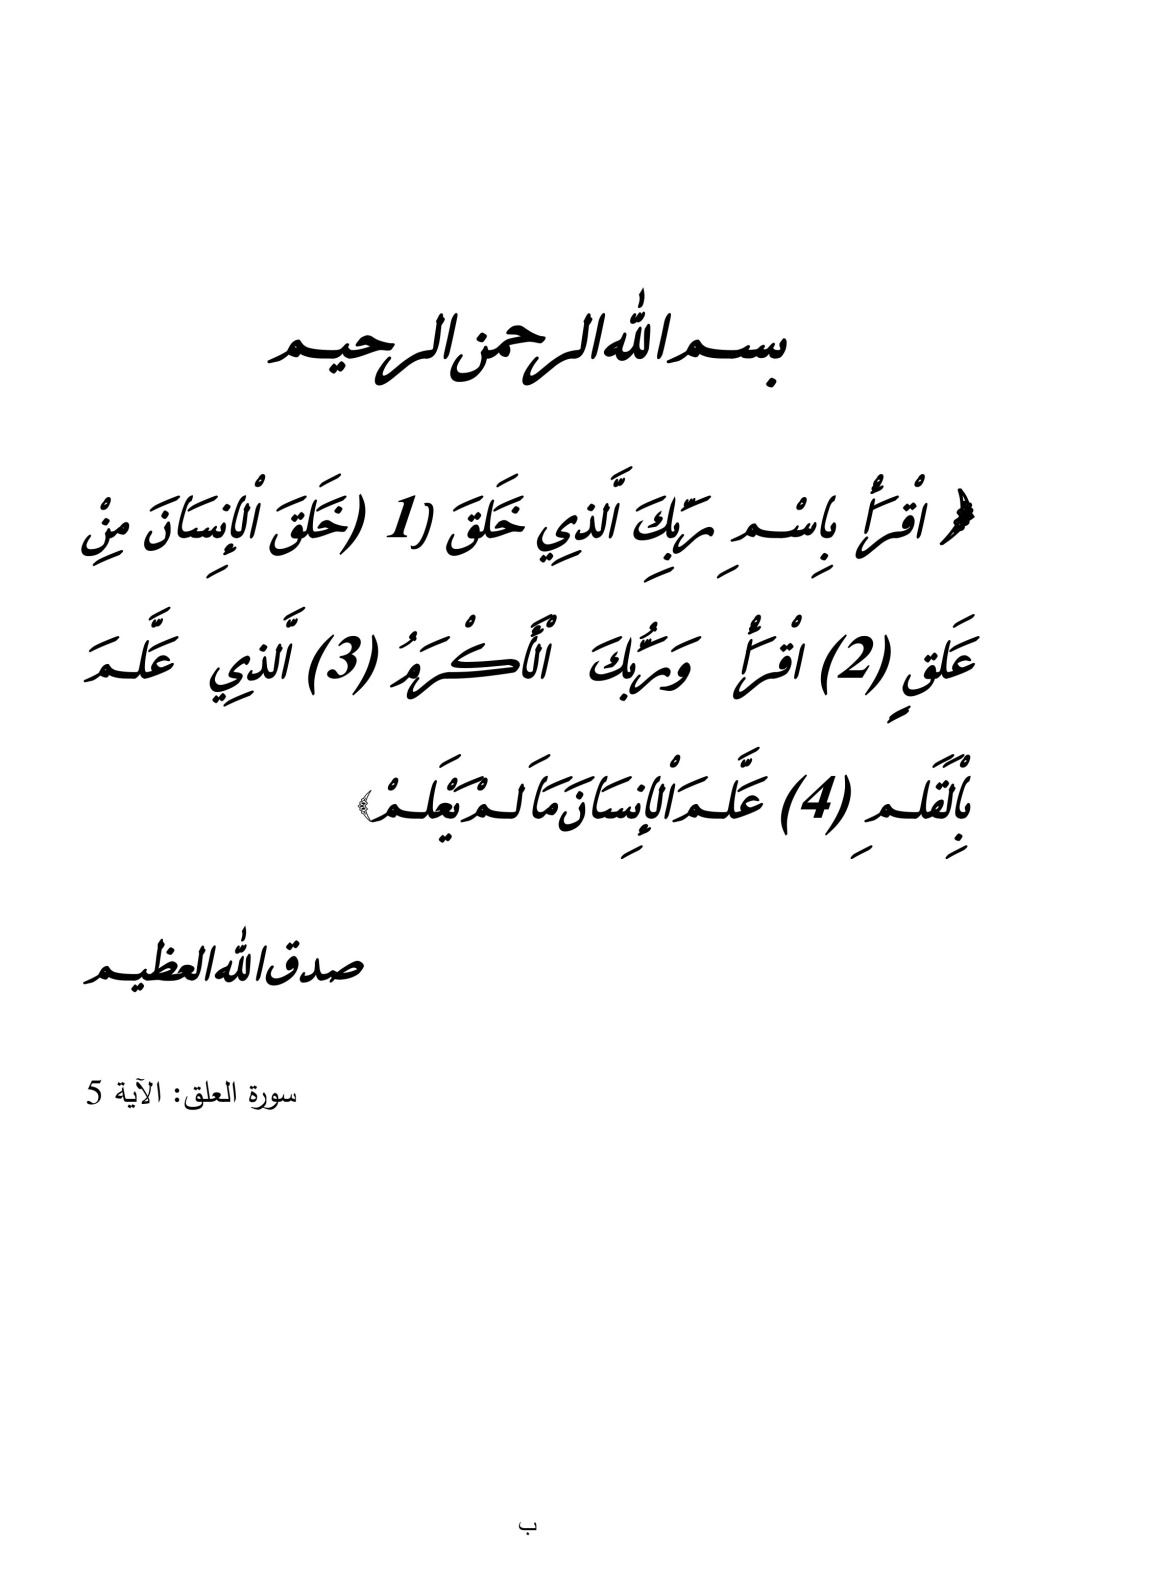 بسم الله الرحمن الرحيم
﴿ اقْرَأْ بِاسْمِ رَبِّكَ الَّذِي خَلَقَ (1) خَلَقَ الْإِنسَانَ مِنْ
عَلَقٍ (2) اقْرَأْ وَرَبُّكَ الْأَكْرَمُ (3) الَّذِي عَلَّمَ
بِالْقَلَمِ (4) عَلَّمَ الْإِنسَانَ مَا لَمْ يَعْلَمْ﴾
صدق الله العظيم
سورة العلق: الآية 5
ب